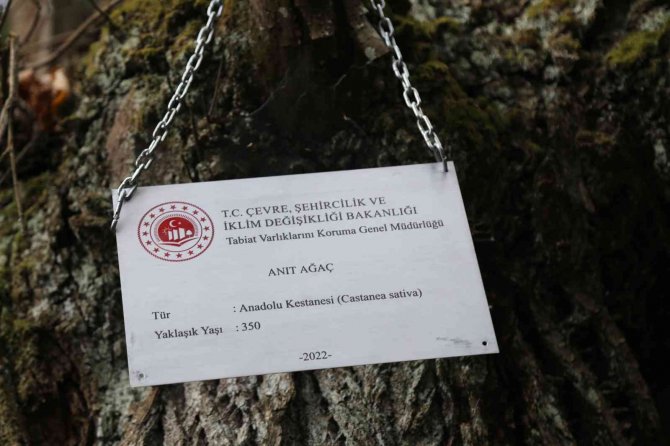 T.C. ÇEVRE, ŞEHİRCİLİK VE
İKLİM DEĞİŞİKLİĞİ BAKANLIĞI
Tabiat Varlıklarını Koruma Genel Müdürlüğü
ANIT AĞAÇ
Tür : Anadolu Kestanesi (Castanea sativa)
Yaklaşık Yaşı : 350
-2022-